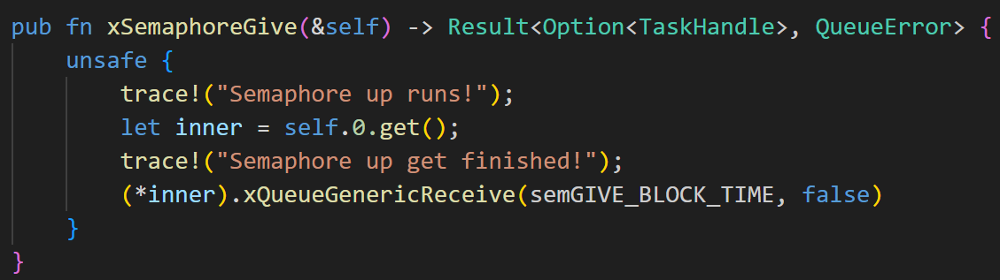 pub fn xSemaphoreGive(&self) -> Result<Option<TaskHandle>, QueueError> {
    unsafe {
        trace!("Semaphore up runs!");
        let inner = self.0.get();
        trace!("Semaphore up get finished!");
        (*inner).xQueueGenericReceive(semGIVE_BLOCK_TIME, false)
    }
}